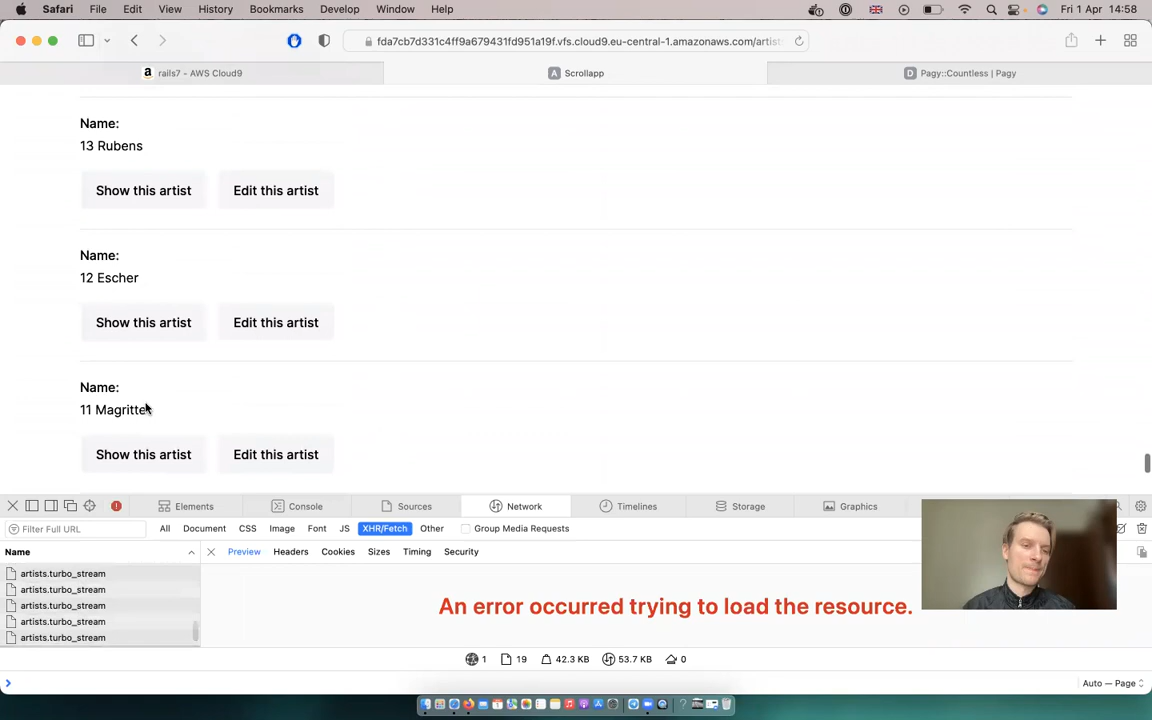 Safari File Edit View History Bookmarks Develop Window Help Fri 1 Apr 14:58
fda7cb7d331c4ff9a679431fd951a19f.vfs.cloud9.eu-central-1.amazonaws.com/artist
a rails7 - AWS Cloud9 A Scrollapp D Pagy::Countless | Pagy
Name:
13 Rubens
Show this artist Edit this artist
Name:
12 Escher
Show this artist Edit this artist
Name:
11 Magritte
Show this artist Edit this artist
Elements Console Sources Network Timelines Storage Graphics
Filter Full URL All Document CSS Image Font JS XHR/Fetch Other Group Media Requests
Name Preview Headers Cookies Sizes Timing Security
artists.turbo_stream
artists.turbo_stream
artists.turbo_stream
artists.turbo_stream
artists.turbo_stream
An error occurred trying to load the resource.
1 19 42.3 KB 53.7 KB 0
Auto — Page